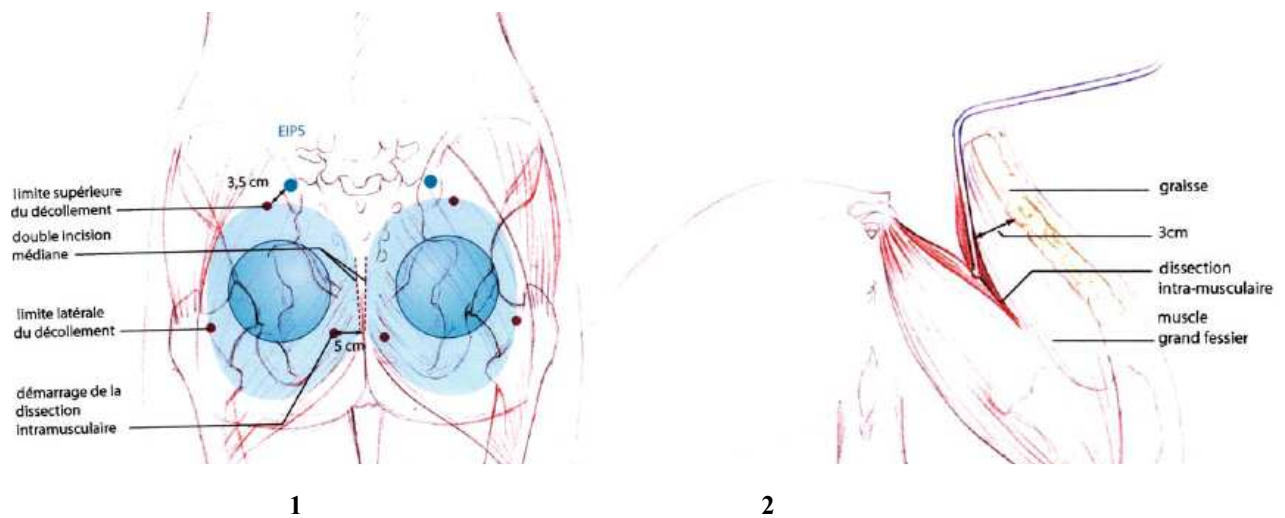 EIPS
3,5 cm
limite supérieure
du décollement
double incision
médiane
limite latérale
du décollement
5 cm
démarrage de la
dissection
intramusculaire
graisse
3cm
dissection
intra-musculaire
muscle
grand fessier
1
2